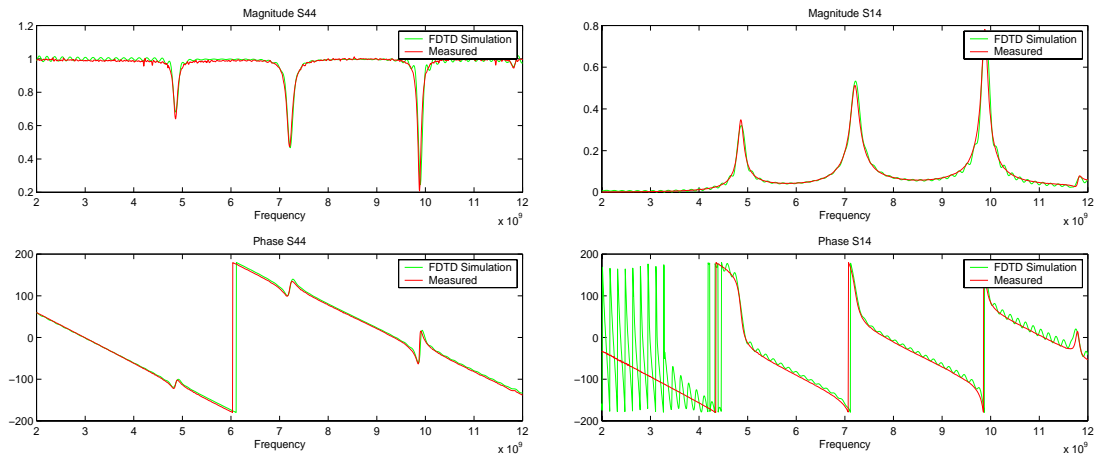 Magnitude S44
1.2
1
0.8
0.6
0.4
0.2
2 3 4 5 6 7 8 9 10 11 12
Frequency
x 10^9
FDTD Simulation
Measured
Magnitude S14
0.8
0.6
0.4
0.2
0
2 3 4 5 6 7 8 9 10 11 12
Frequency
x 10^9
FDTD Simulation
Measured
Phase S44
200
100
0
−100
−200
2 3 4 5 6 7 8 9 10 11 12
Frequency
x 10^9
FDTD Simulation
Measured
Phase S14
200
100
0
−100
−200
2 3 4 5 6 7 8 9 10 11 12
Frequency
x 10^9
FDTD Simulation
Measured